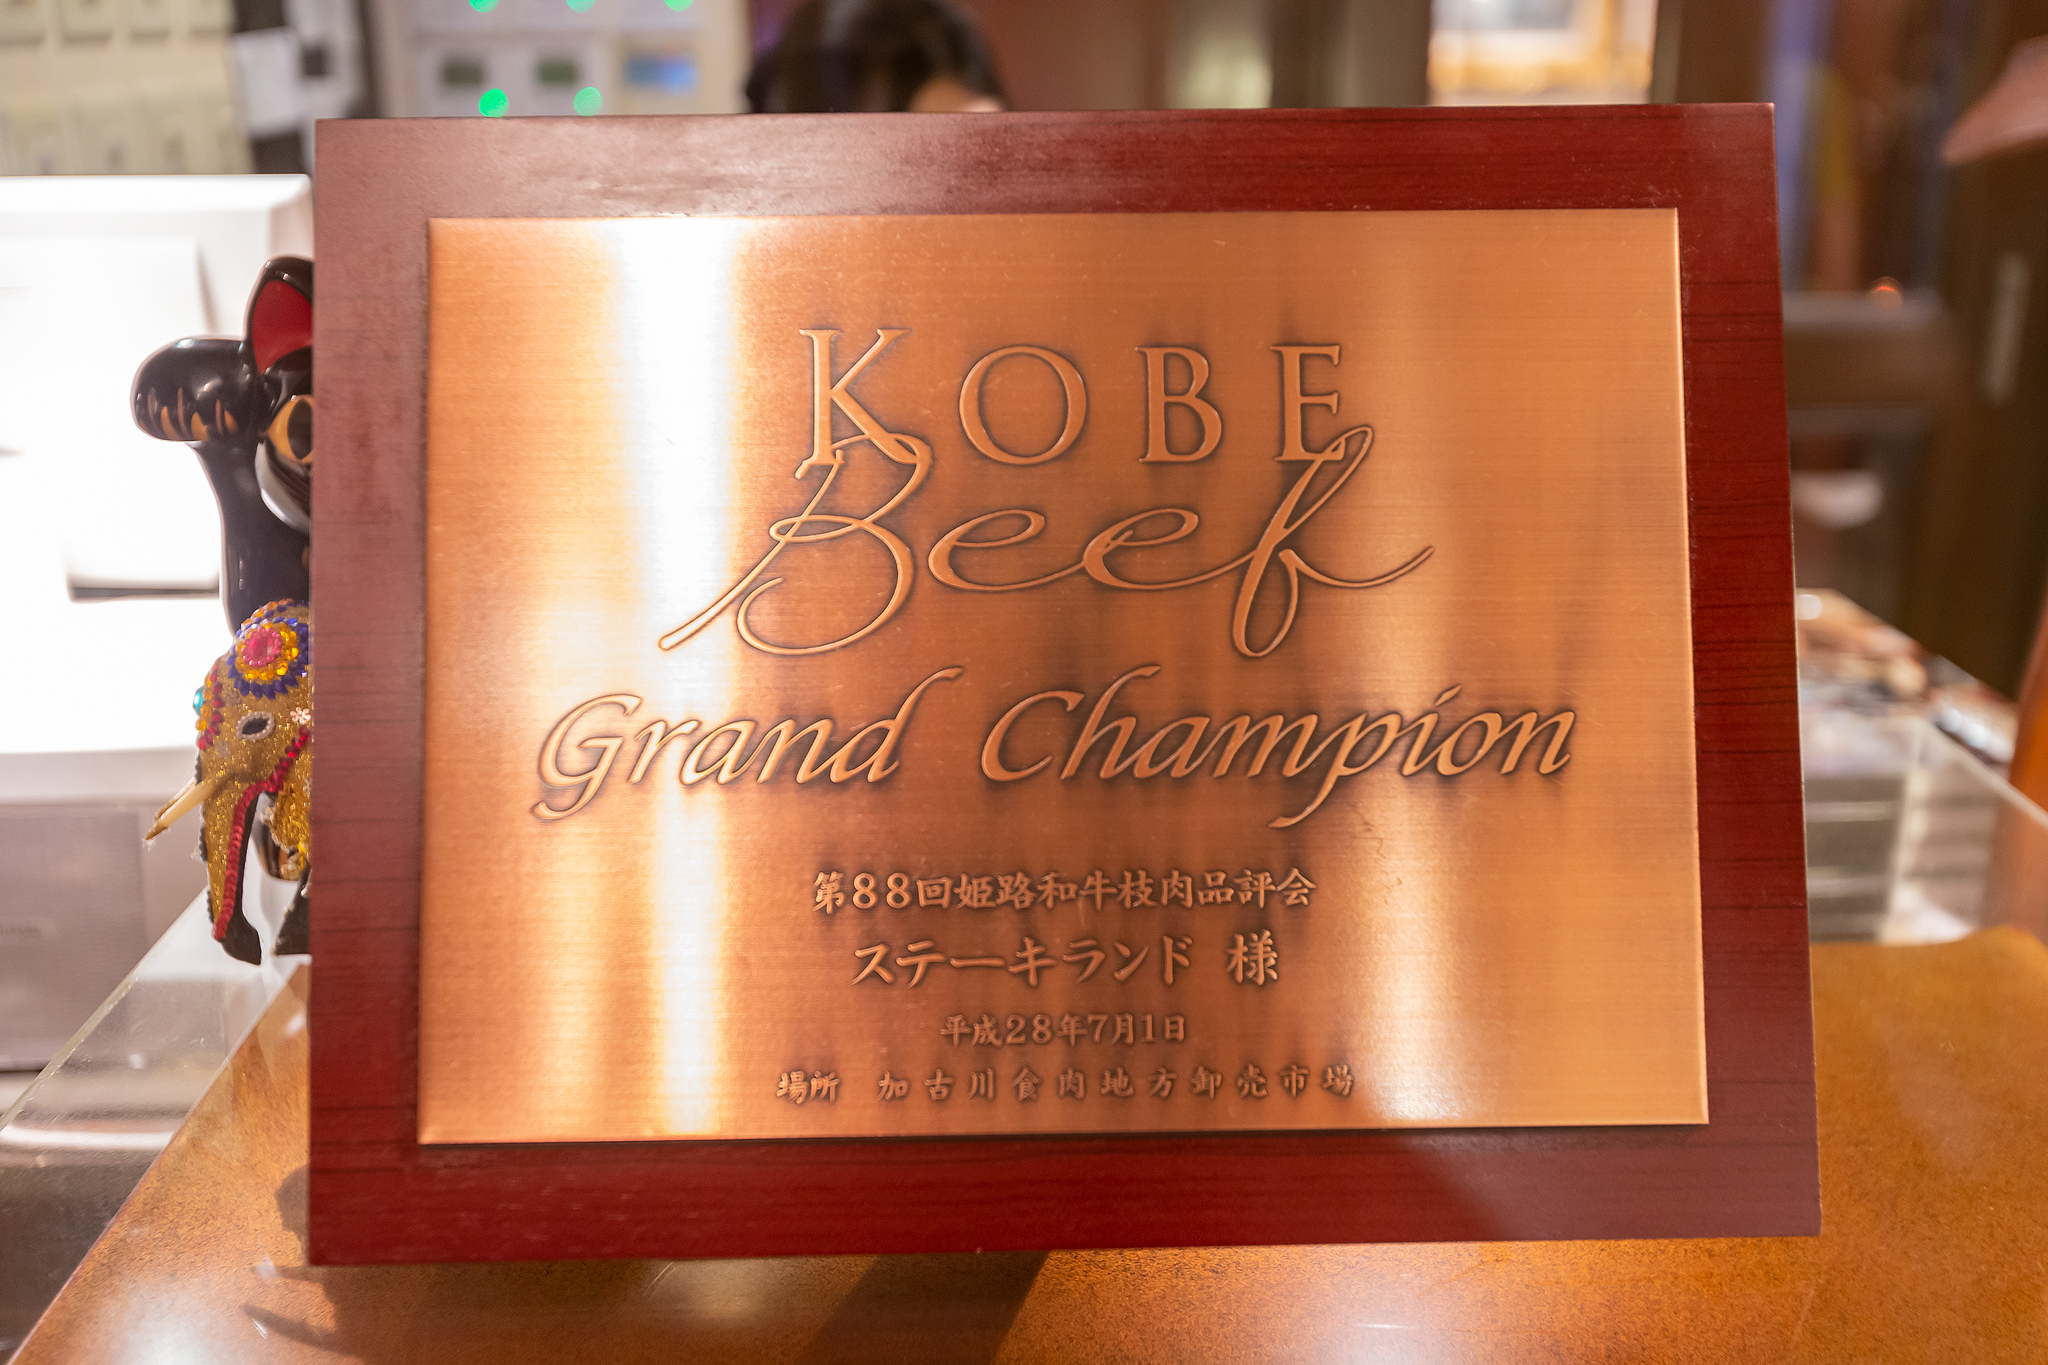 KOBE
Beef
Grand Champion
第88回姫路和牛枝肉品評会
ステーキランド 様
平成28年7月1日
場所 加古川食肉地方卸売市場